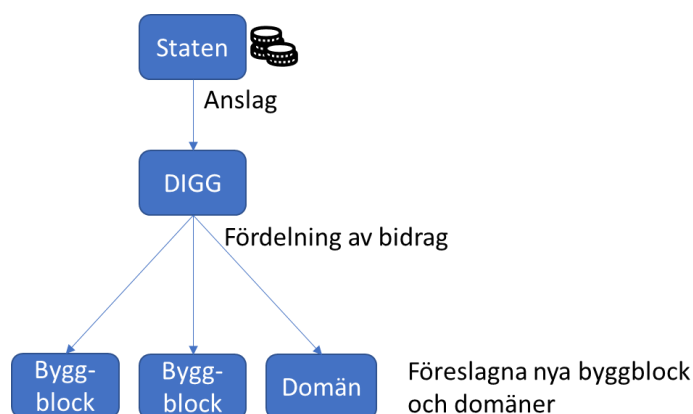 Staten
Anslag
DIGG
Fördelning av bidrag
Bygg-
block
Bygg-
block
Domän
Föreslagna nya byggblock
och domäner